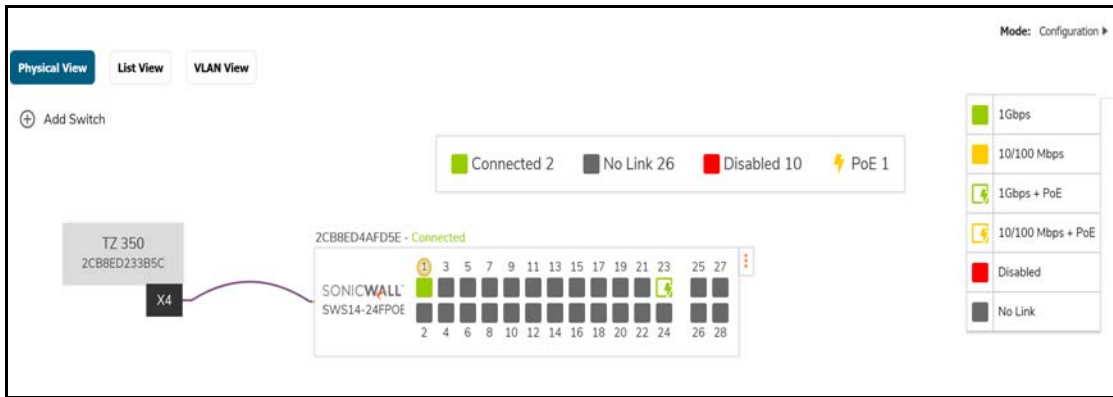 Mode: Configuration
Physical View List View VLAN View
Add Switch
Connected 2 No Link 26 Disabled 10 PoE 1
1Gbps
10/100 Mbps
1Gbps + PoE
10/100 Mbps + PoE
Disabled
No Link
TZ 350
2CB8ED233B5C
X4
2CB8ED4AFD5E - Connected
1 3 5 7 9 11 13 15 17 19 21 23 25 27
SONICWALL
SWS14-24FPOE
2 4 6 8 10 12 14 16 18 20 22 24 26 28